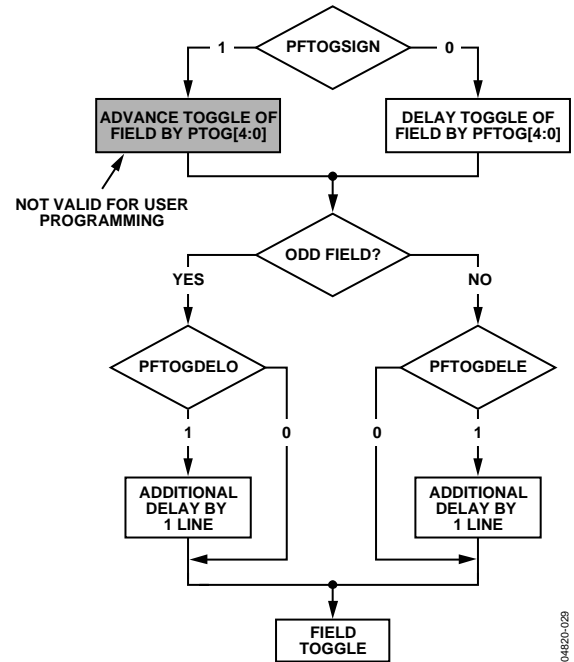 PFTOGSIGN
1
0
ADVANCE TOGGLE OF
FIELD BY PTOG[4:0]
DELAY TOGGLE OF
FIELD BY PFTOG[4:0]
NOT VALID FOR USER
PROGRAMMING
ODD FIELD?
YES
NO
PFTOGDELO
PFTOGDELE
1
0
0
1
ADDITIONAL
DELAY BY
1 LINE
ADDITIONAL
DELAY BY
1 LINE
FIELD
TOGGLE
04820-029